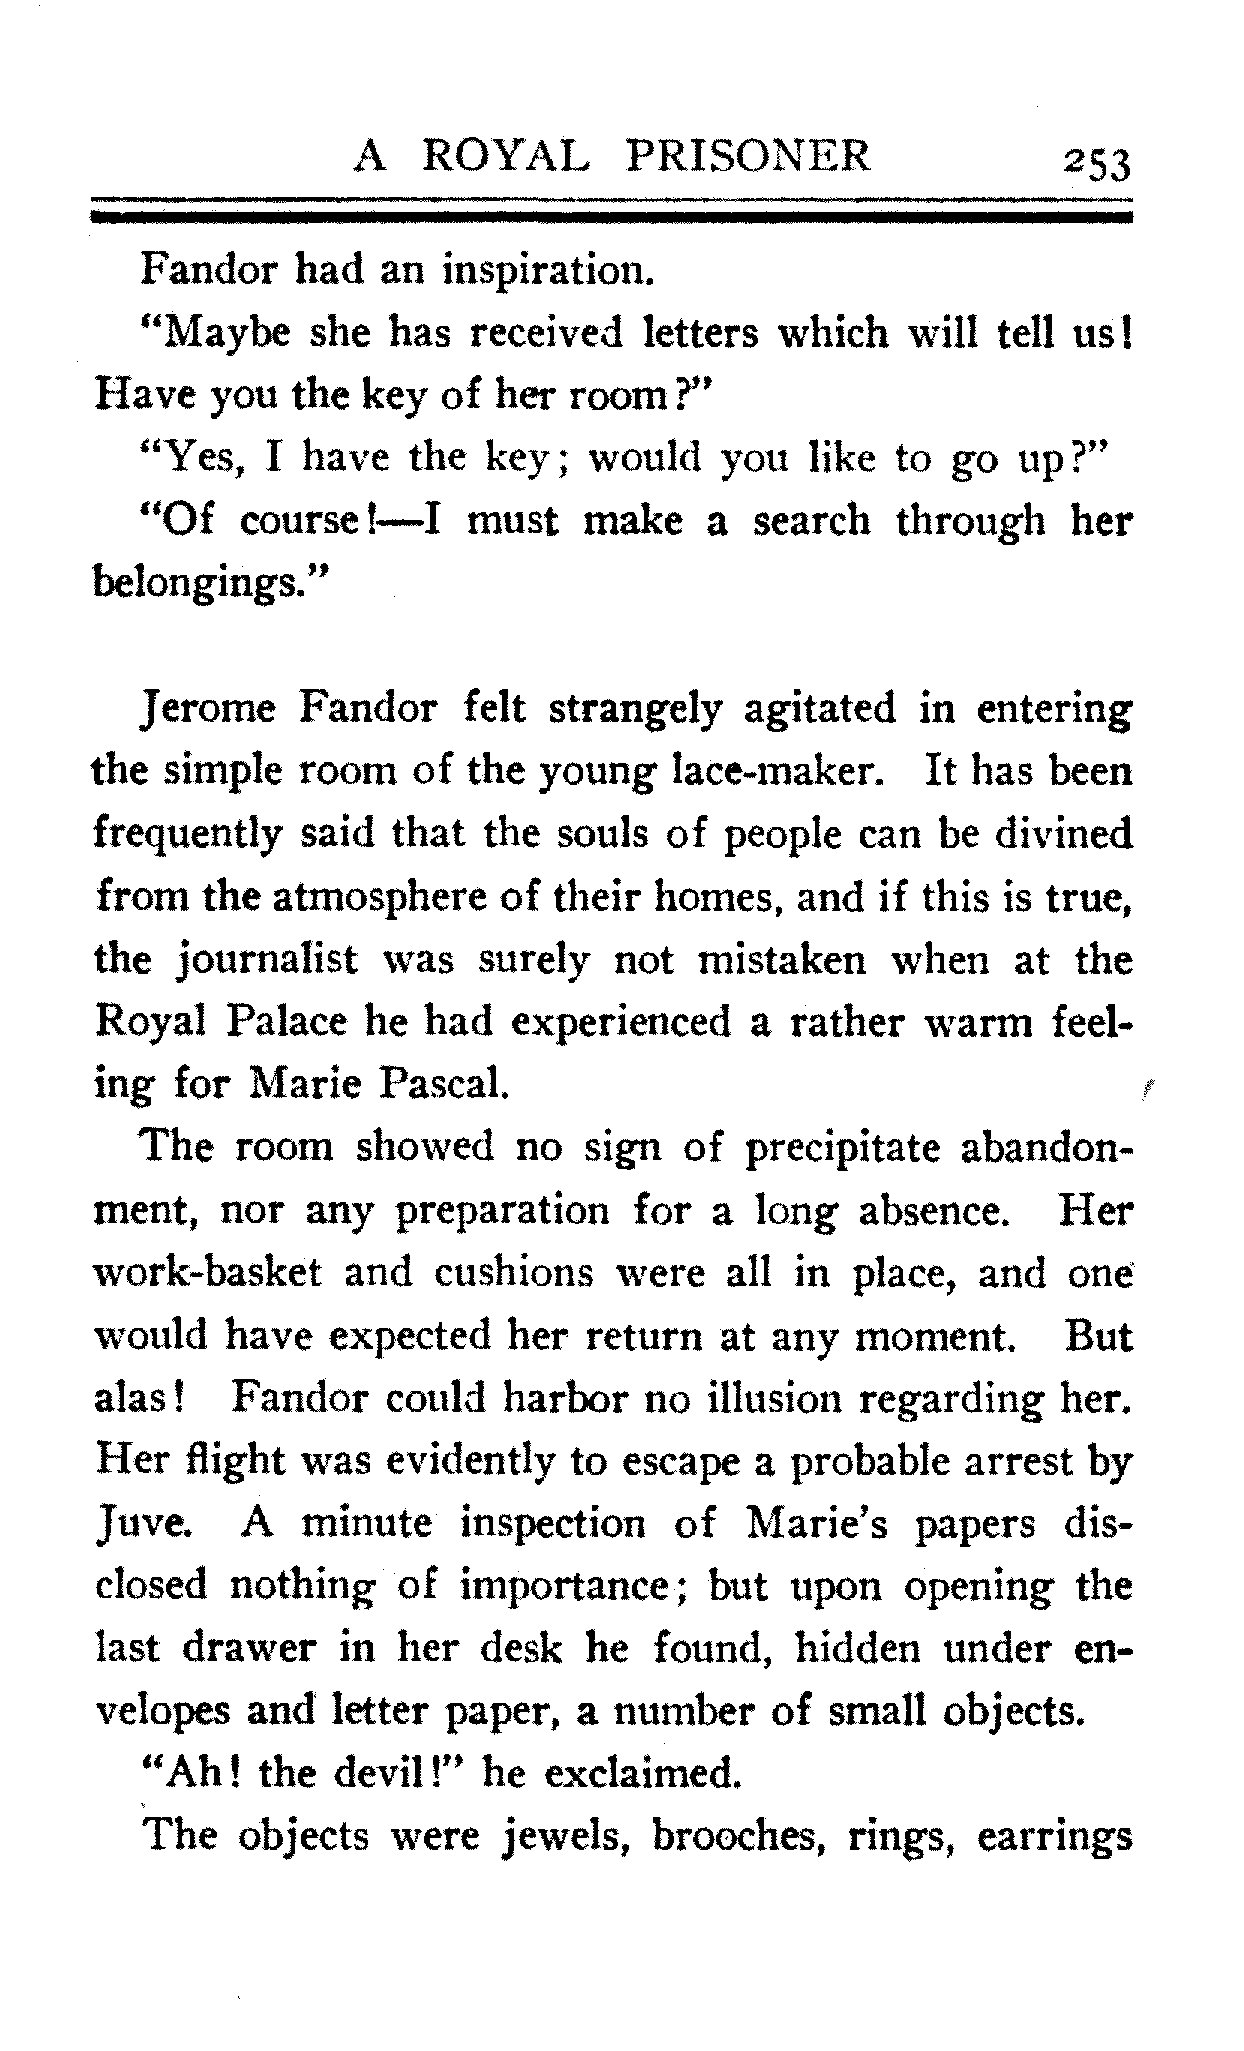 A ROYAL PRISONER 253
Fandor had an inspiration.
“Maybe she has received letters which will tell us!
Have you the key of her room?”
“Yes, I have the key; would you like to go up?”
“Of course!—I must make a search through her
belongings.”
Jerome Fandor felt strangely agitated in entering
the simple room of the young lace-maker. It has been
frequently said that the souls of people can be divined
from the atmosphere of their homes, and if this is true,
the journalist was surely not mistaken when at the
Royal Palace he had experienced a rather warm feel-
ing for Marie Pascal.
The room showed no sign of precipitate abandon-
ment, nor any preparation for a long absence. Her
work-basket and cushions were all in place, and one
would have expected her return at any moment. But
alas! Fandor could harbor no illusion regarding her.
Her flight was evidently to escape a probable arrest by
Juve. A minute inspection of Marie’s papers dis-
closed nothing of importance; but upon opening the
last drawer in her desk he found, hidden under en-
velopes and letter paper, a number of small objects.
“Ah! the devil!” he exclaimed.
The objects were jewels, brooches, rings, earrings